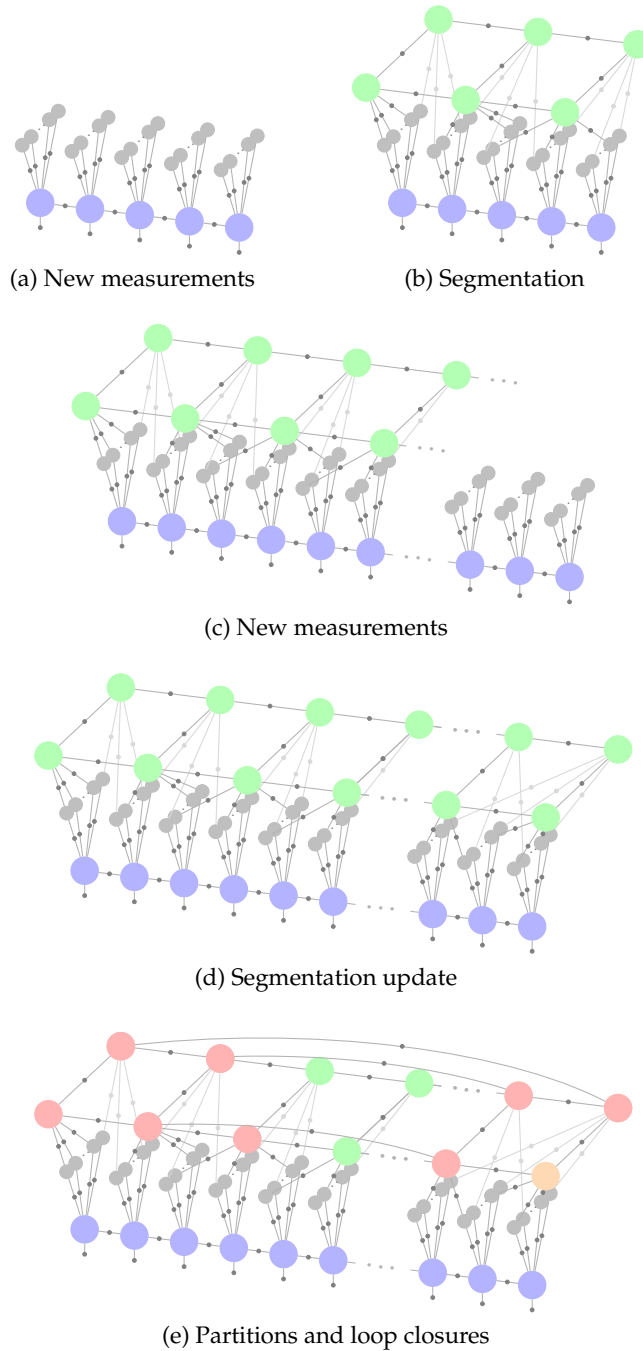 (a) New measurements
(b) Segmentation
(c) New measurements
(d) Segmentation update
(e) Partitions and loop closures